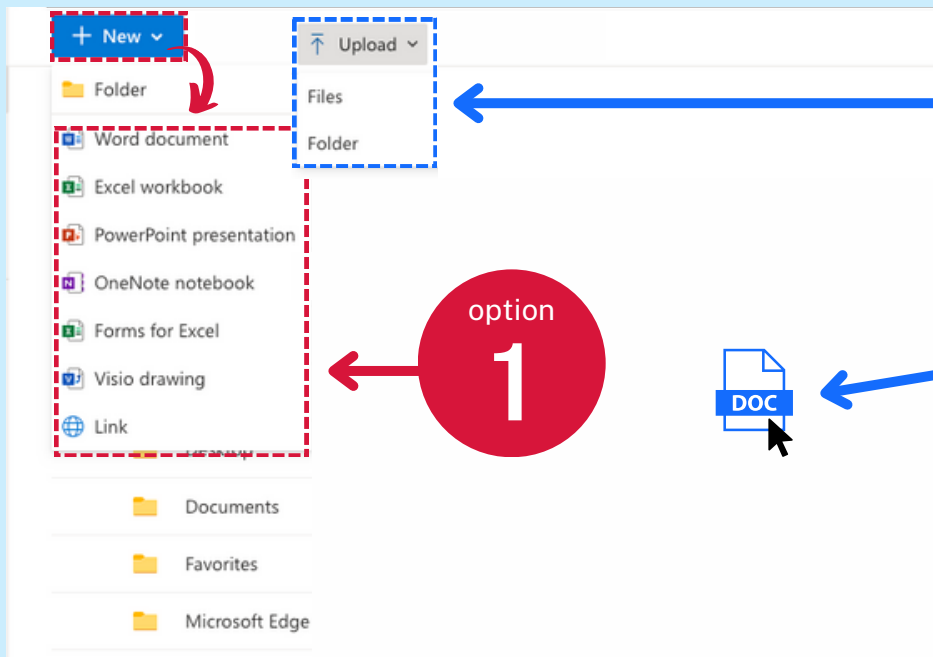 New
Upload
Folder
Files
Word document
Folder
Excel workbook
PowerPoint presentation
OneNote notebook
Forms for Excel
Visio drawing
Link
Desktop
Documents
Favorites
Microsoft Edge
option
1
DOC